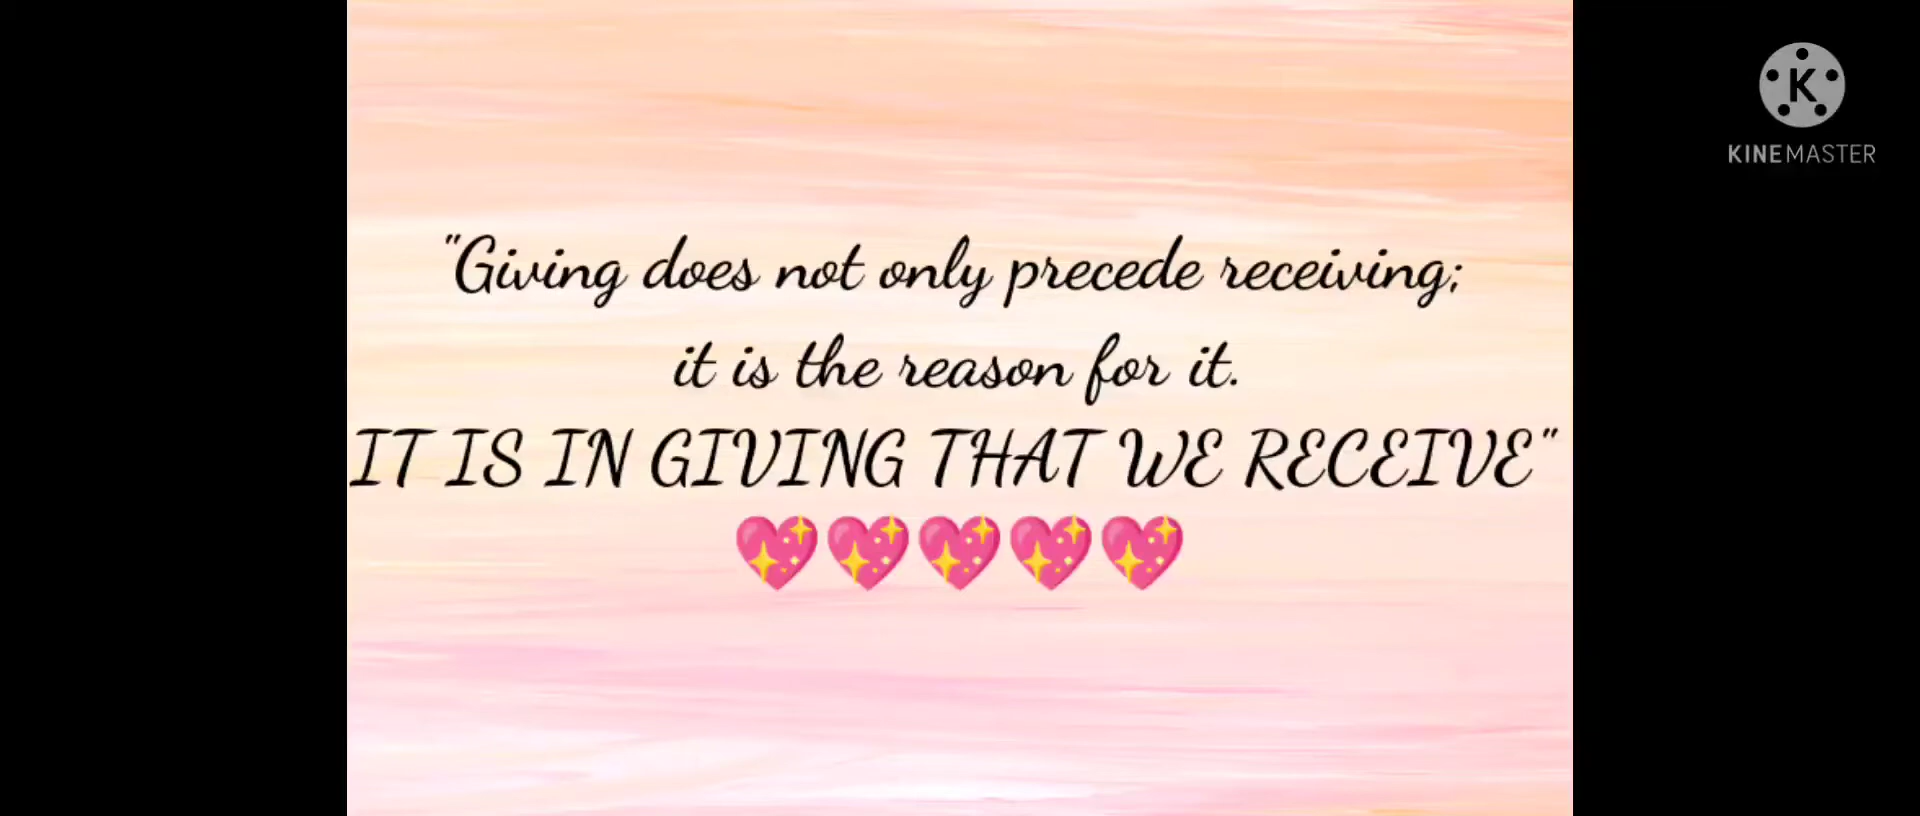 "Giving does not only precede receiving;
it is the reason for it.
IT IS IN GIVING THAT WE RECEIVE"
💖💖💖💖💖
K
KINEMASTER